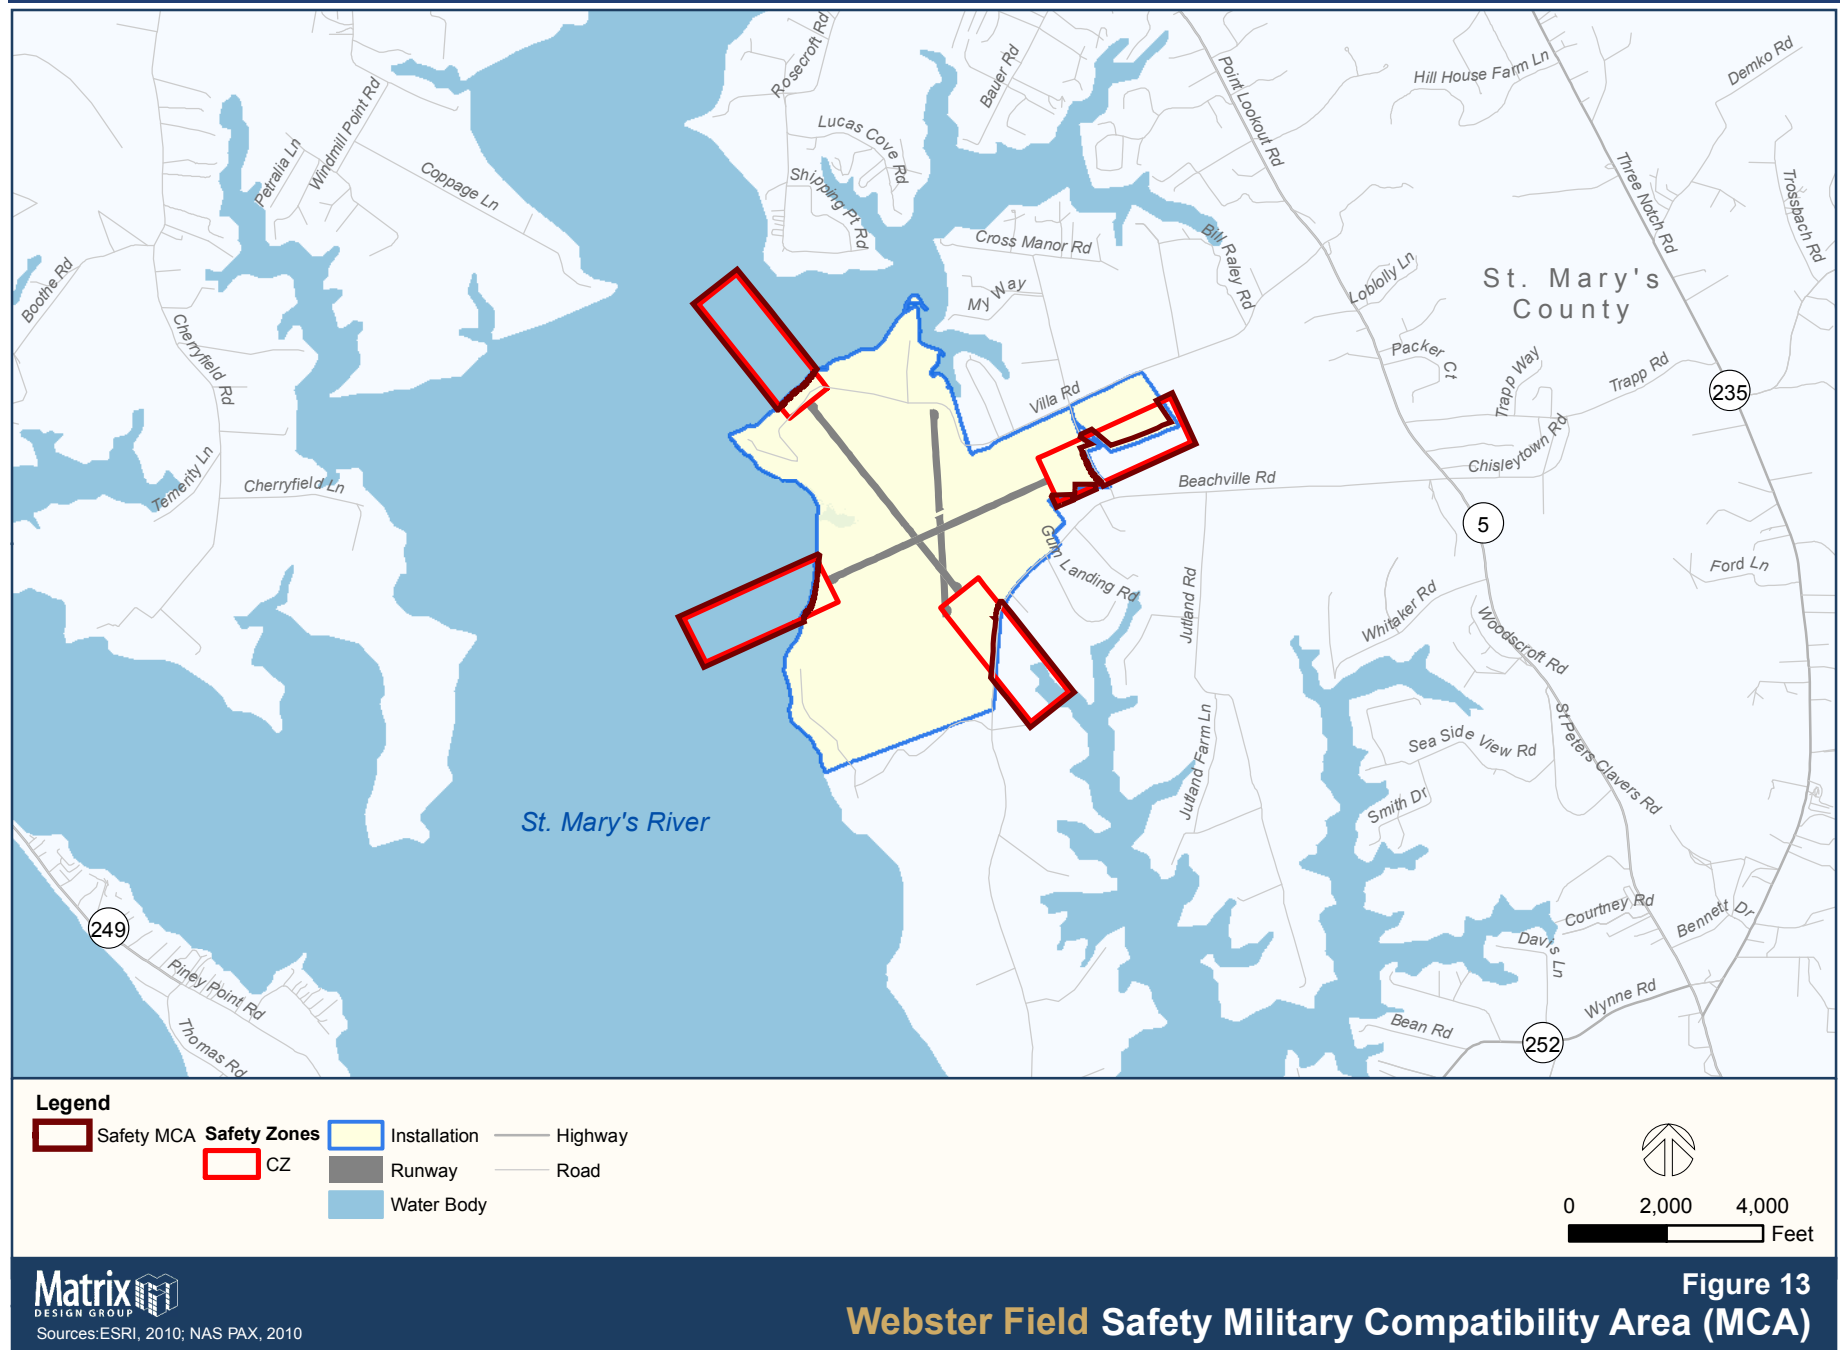 Rosecroft Rd
Bauer Rd
Point Lookout Rd
Hill House Farm Ln
Demko Rd
Lucas Cove Rd
Shipping Pt Rd
Petralia Ln
Windmill Point Rd
Coppage Ln
Three Notch Rd
Trossbach Rd
Cross Manor Rd
Bill Raley Rd
My Way
Loblolly Ln
St. Mary's
County
Boothe Rd
Cherryfield Rd
Packer Ct
Trapp Way
Trapp Rd
235
Villa Rd
Chisleytown Rd
Temerity Ln
Cherryfield Ln
Beachville Rd
5
Gum Landing Rd
Jutland Rd
Ford Ln
Whitaker Rd
Woodscroft Rd
St Peters Clavers Rd
Sea Side View Rd
Jutland Farm Ln
Smith Dr
St. Mary's River
249
Courtney Rd
Bennett Dr
Davis Ln
Piney Point Rd
Thomas Rd
Wynne Rd
Bean Rd
252
Legend
Safety MCA
Safety Zones
CZ
Installation
Runway
Water Body
Highway
Road
0 2,000 4,000
Feet
Matrix
DESIGN GROUP
Sources:ESRI, 2010; NAS PAX, 2010
Figure 13
Webster Field Safety Military Compatibility Area (MCA)